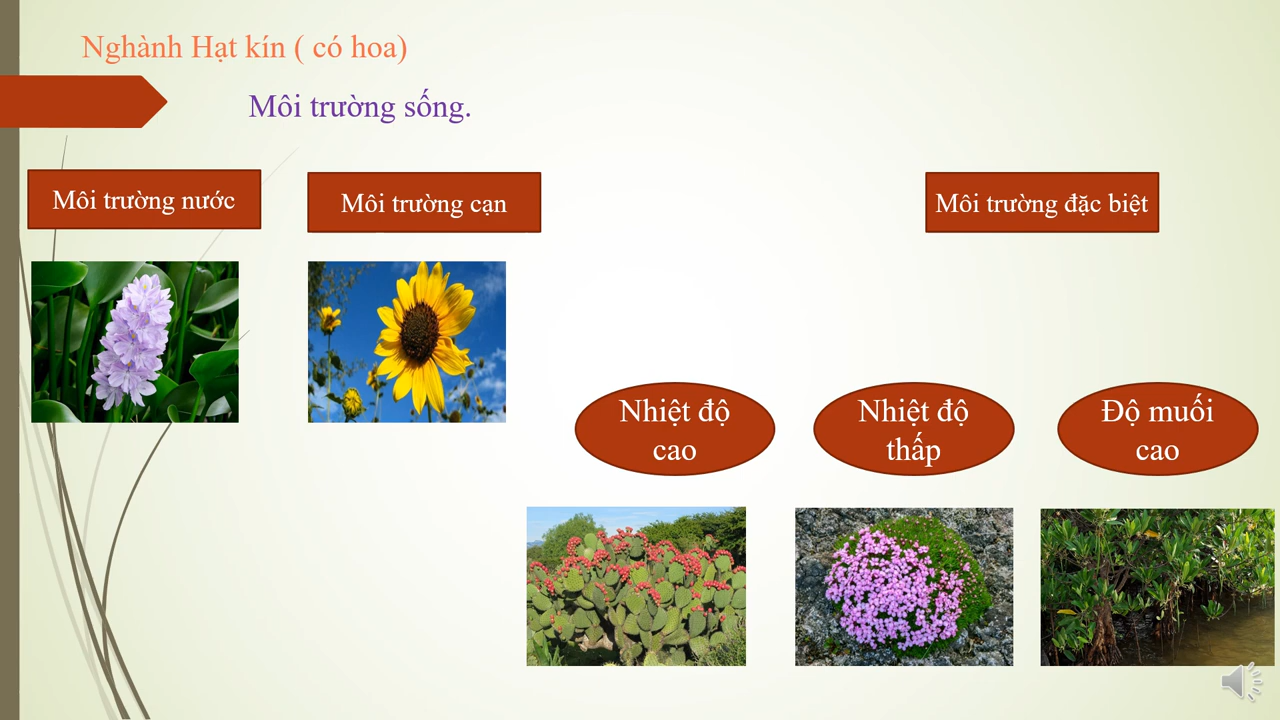 Nghành Hạt kín ( có hoa)
Môi trường sống.
Môi trường nước
Môi trường cạn
Môi trường đặc biệt
Nhiệt độ
cao
Nhiệt độ
thấp
Độ muối
cao